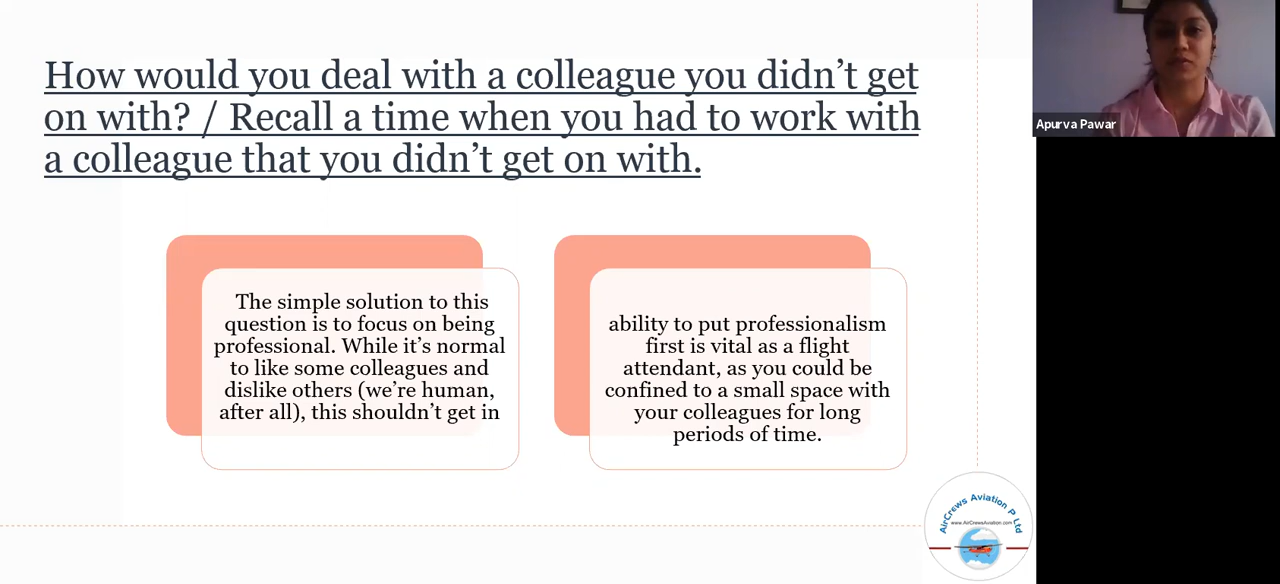 How would you deal with a colleague you didn’t get
on with? / Recall a time when you had to work with
a colleague that you didn’t get on with.
The simple solution to this
question is to focus on being
professional. While it’s normal
to like some colleagues and
dislike others (we’re human,
after all), this shouldn’t get in
ability to put professionalism
first is vital as a flight
attendant, as you could be
confined to a small space with
your colleagues for long
periods of time.
Apurva Pawar
AirCrews Aviation P Ltd
www.AirCrewsAviation.com